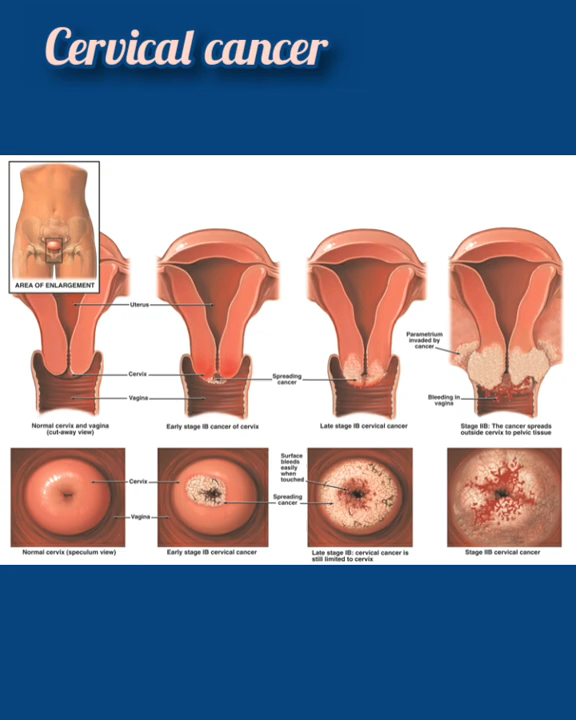 Cervical cancer
AREA OF ENLARGEMENT
Uterus
Cervix
Vagina
Spreading
cancer
Parametrium
invaded by
cancer
Bleeding in
vagina
Normal cervix and vagina
(cut-away view)
Early stage IB cancer of cervix
Late stage IB cervical cancer
Stage IIB: The cancer spreads
outside cervix to pelvic tissue
Cervix
Vagina
Surface
bleeds
easily
when
touched
Spreading
cancer
Normal cervix (speculum view)
Early stage IB cervical cancer
Late stage IB: cervical cancer is
still limited to cervix
Stage IIB cervical cancer